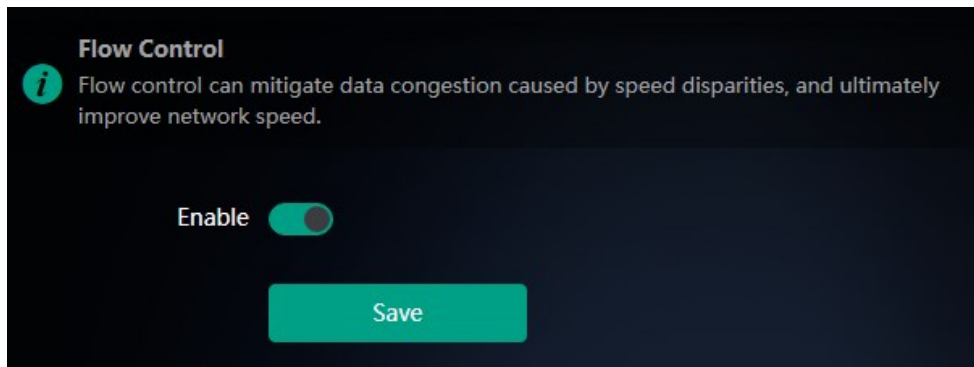 Flow Control
Flow control can mitigate data congestion caused by speed disparities, and ultimately
improve network speed.
Enable
Save